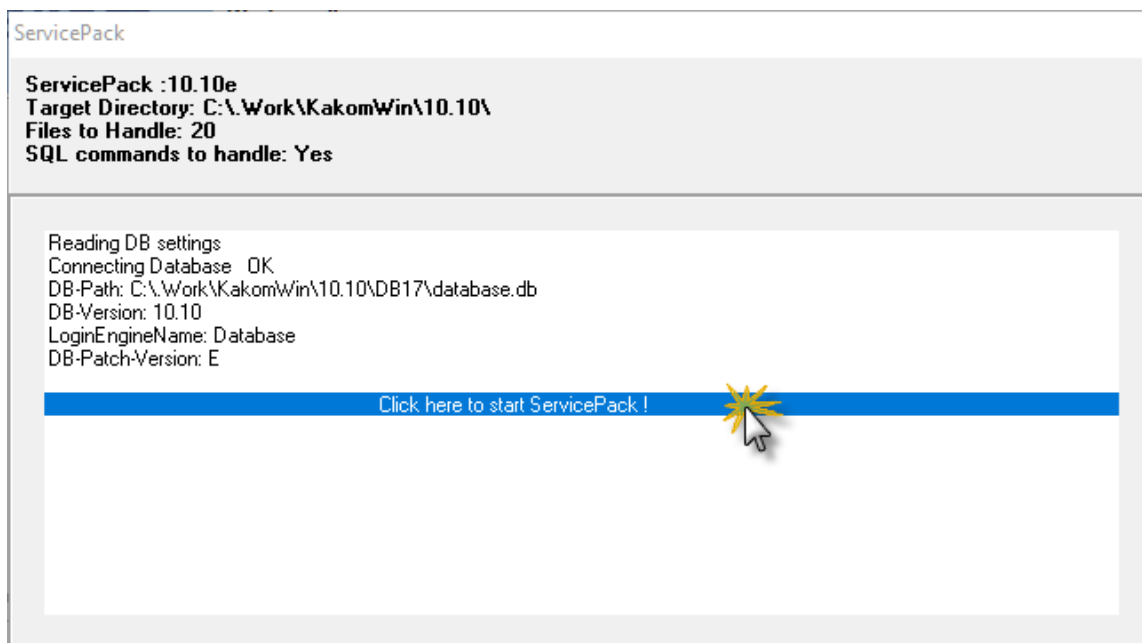 ServicePack
ServicePack :10.10e
Target Directory: C:\.Work\KakomWin\10.10\
Files to Handle: 20
SQL commands to handle: Yes
Reading DB settings
Connecting Database   OK
DB-Path: C:\.Work\KakomWin\10.10\DB17\database.db
DB-Version: 10.10
LoginEngineName: Database
DB-Patch-Version: E
Click here to start ServicePack !